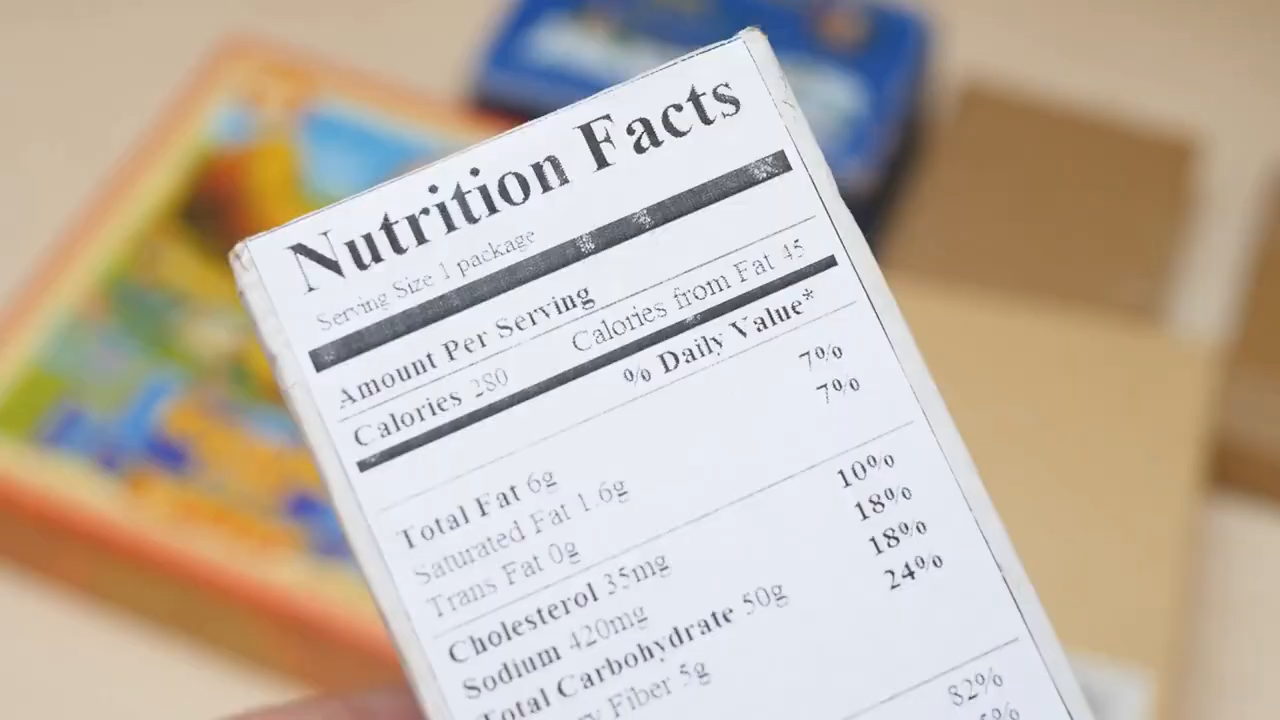 Nutrition Facts
Serving Size 1 package
Amount Per Serving
Calories 280 Calories from Fat 45
% Daily Value*
Total Fat 6g 7%
Saturated Fat 1.6g 7%
Trans Fat 0g
Cholesterol 35mg 10%
Sodium 420mg 18%
Total Carbohydrate 50g 18%
Fiber 5g 24%
82%